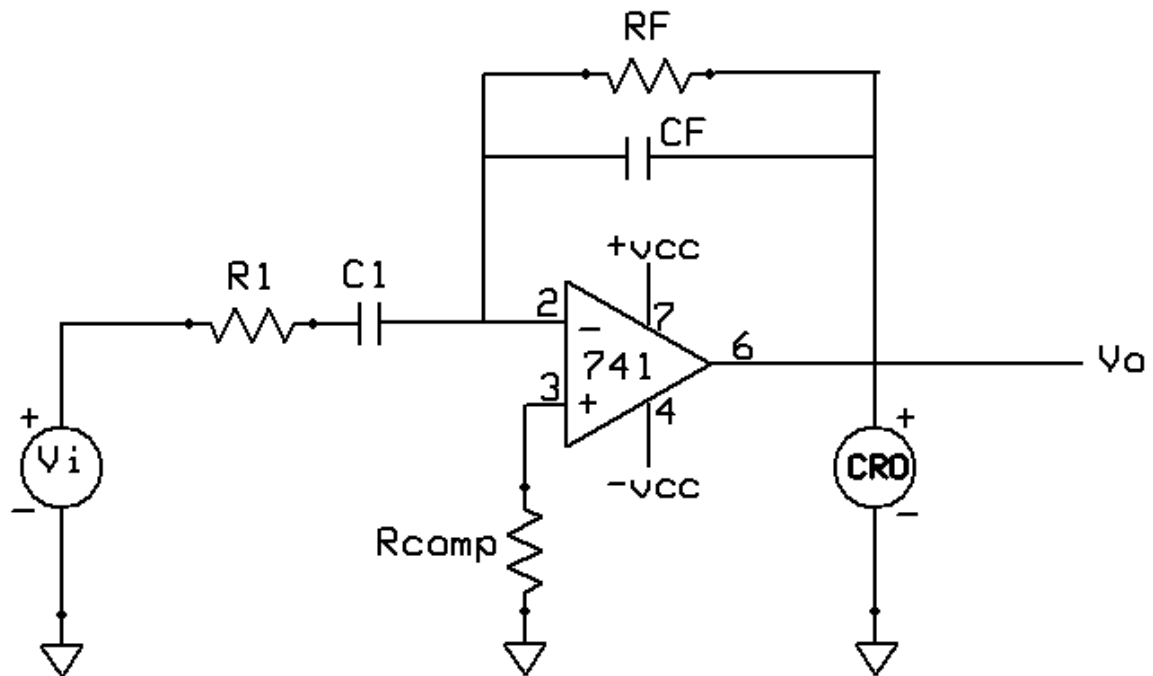 RF
CF
+vcc
R1
C1
2
-
7
741
6
Vo
3
+
4
-vcc
+
Vi
-
+
CRO
-
Rcomp